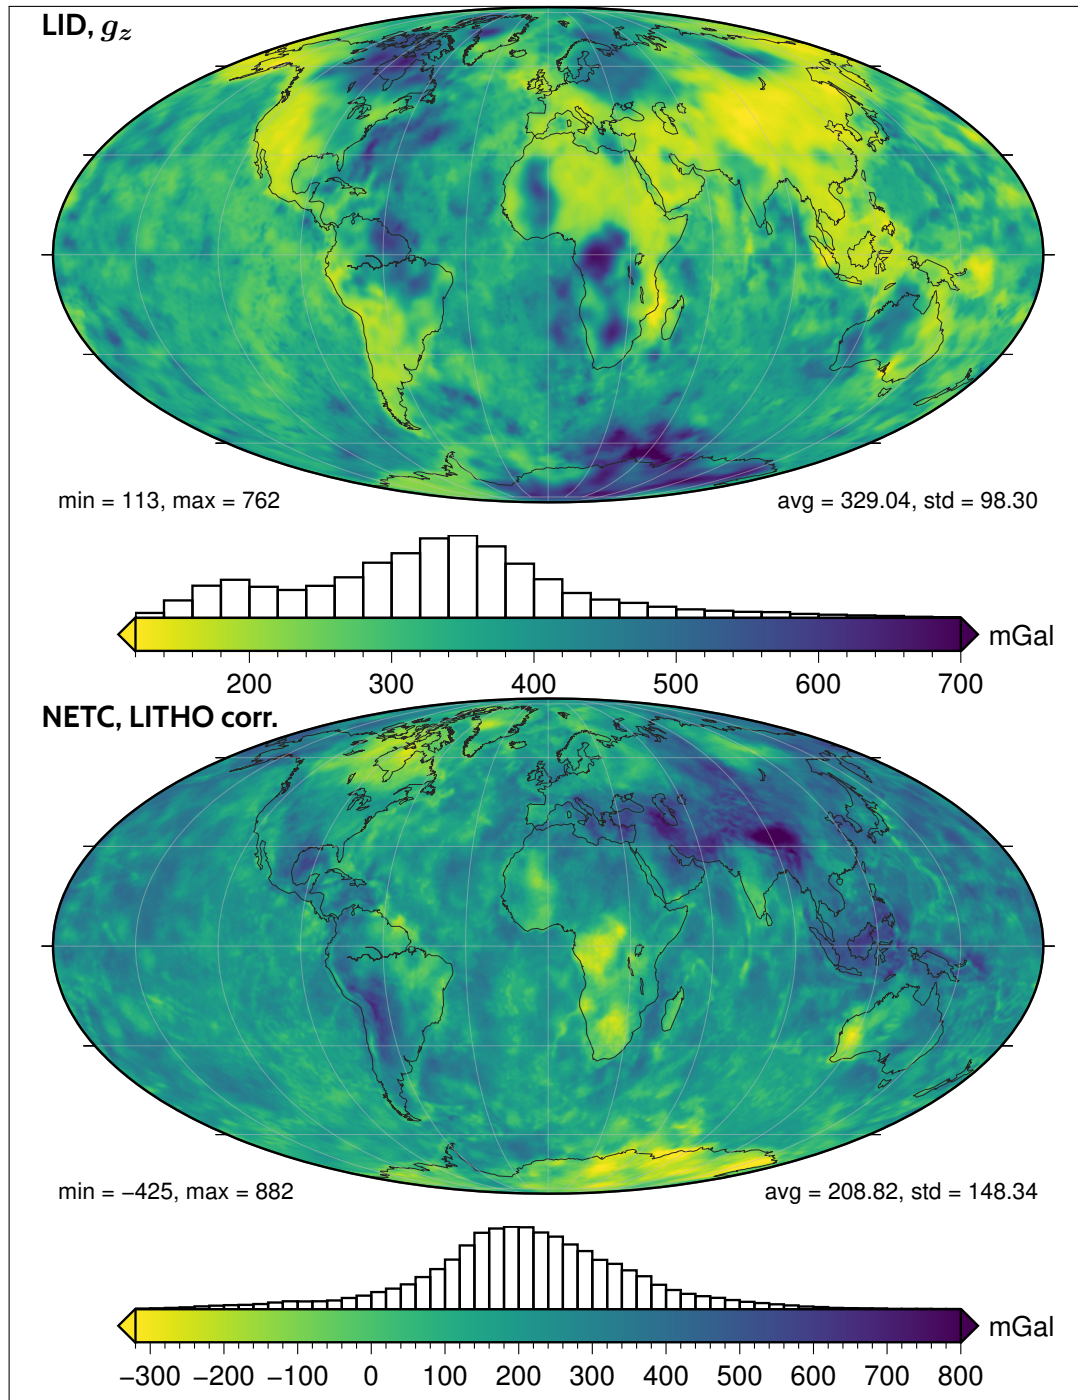 LID, g_z
min = 113, max = 762
avg = 329.04, std = 98.30
mGal
200 300 400 500 600 700
NETC, LITHO corr.
min = −425, max = 882
avg = 208.82, std = 148.34
mGal
−300 −200 −100 0 100 200 300 400 500 600 700 800